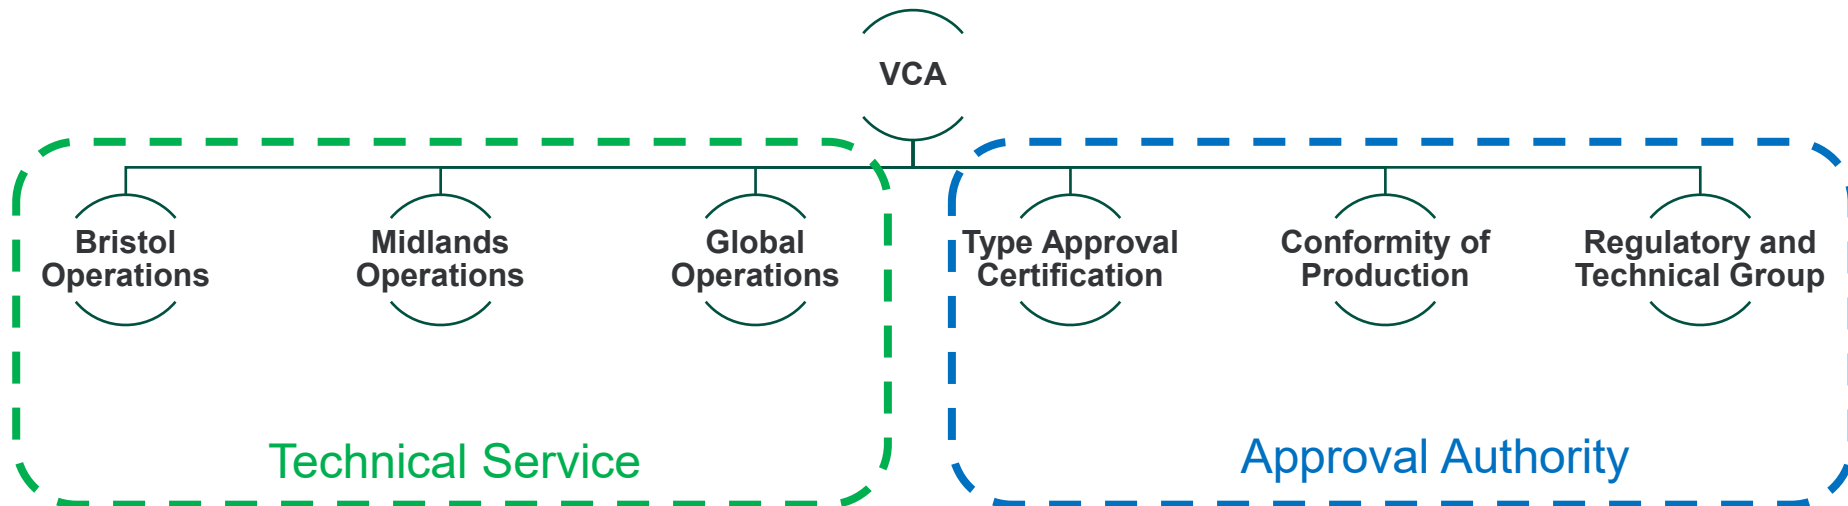 VCA
Bristol
Operations
Midlands
Operations
Global
Operations
Type Approval
Certification
Conformity of
Production
Regulatory and
Technical Group
Technical Service
Approval Authority